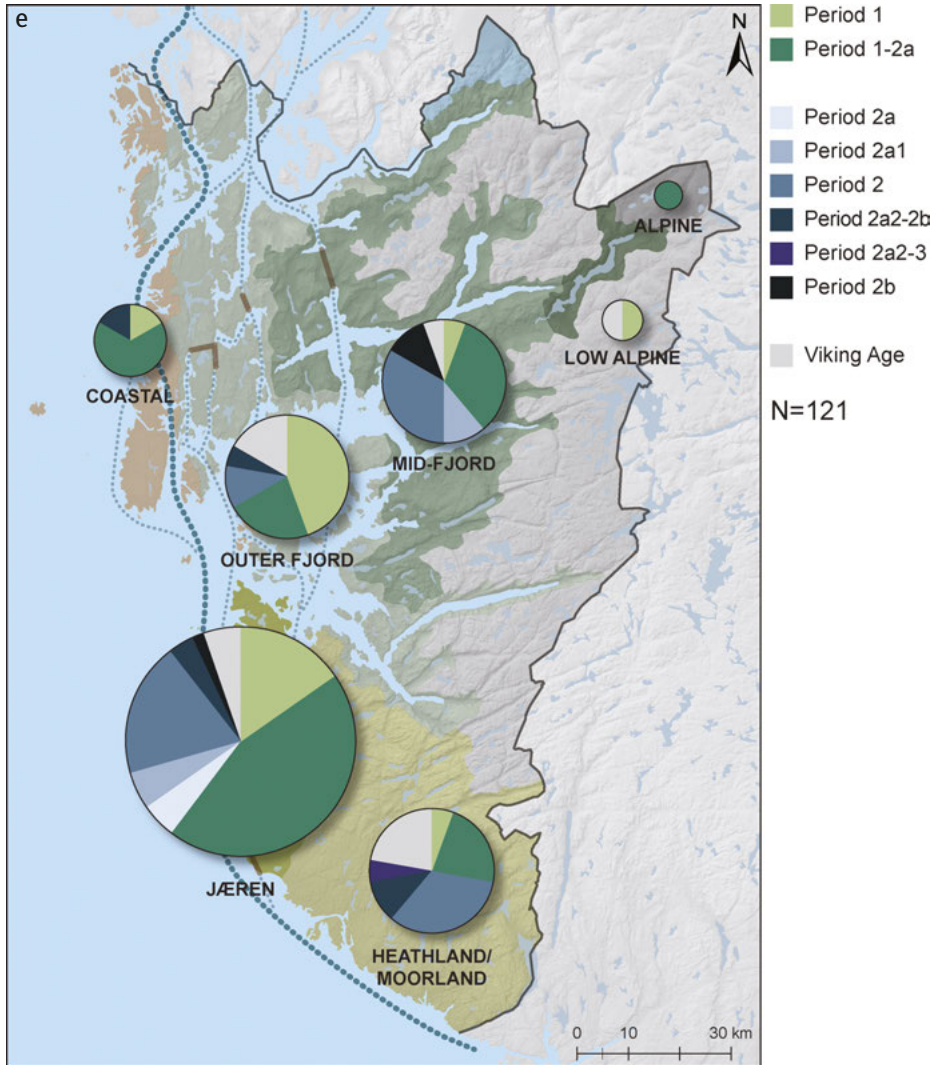 e
N
Period 1
Period 1-2a
Period 2a
Period 2a1
Period 2
Period 2a2-2b
Period 2a2-3
Period 2b
Viking Age
N=121
ALPINE
LOW ALPINE
COASTAL
MID-FJORD
OUTER FJORD
JÆREN
HEATHLAND/
MOORLAND
0 10 30 km